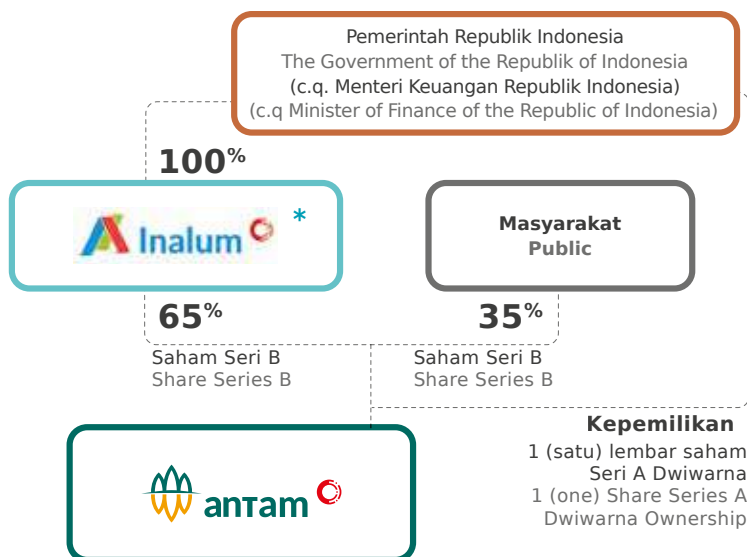 Pemerintah Republik Indonesia
The Government of the Republik of Indonesia
(c.q. Menteri Keuangan Republik Indonesia)
(c.q Minister of Finance of the Republic of Indonesia)
100%
Inalum *
Masyarakat
Public
65%
Saham Seri B
Share Series B
35%
Saham Seri B
Share Series B
antam
Kepemilikan
1 (satu) lembar saham
Seri A Dwiwarna
1 (one) Share Series A
Dwiwarna Ownership